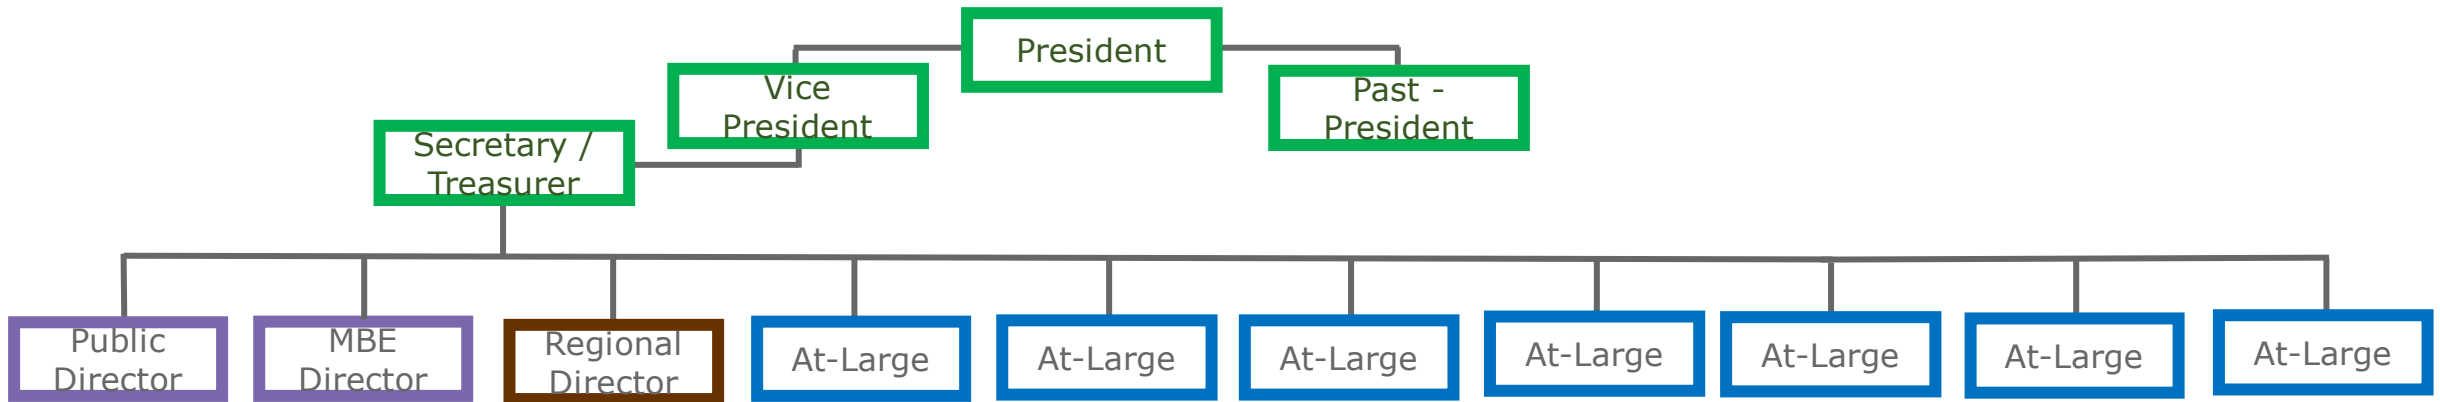 President
Vice
President
Past -
President
Secretary /
Treasurer
Public
Director
MBE
Director
Regional
Director
At-Large
At-Large
At-Large
At-Large
At-Large
At-Large
At-Large